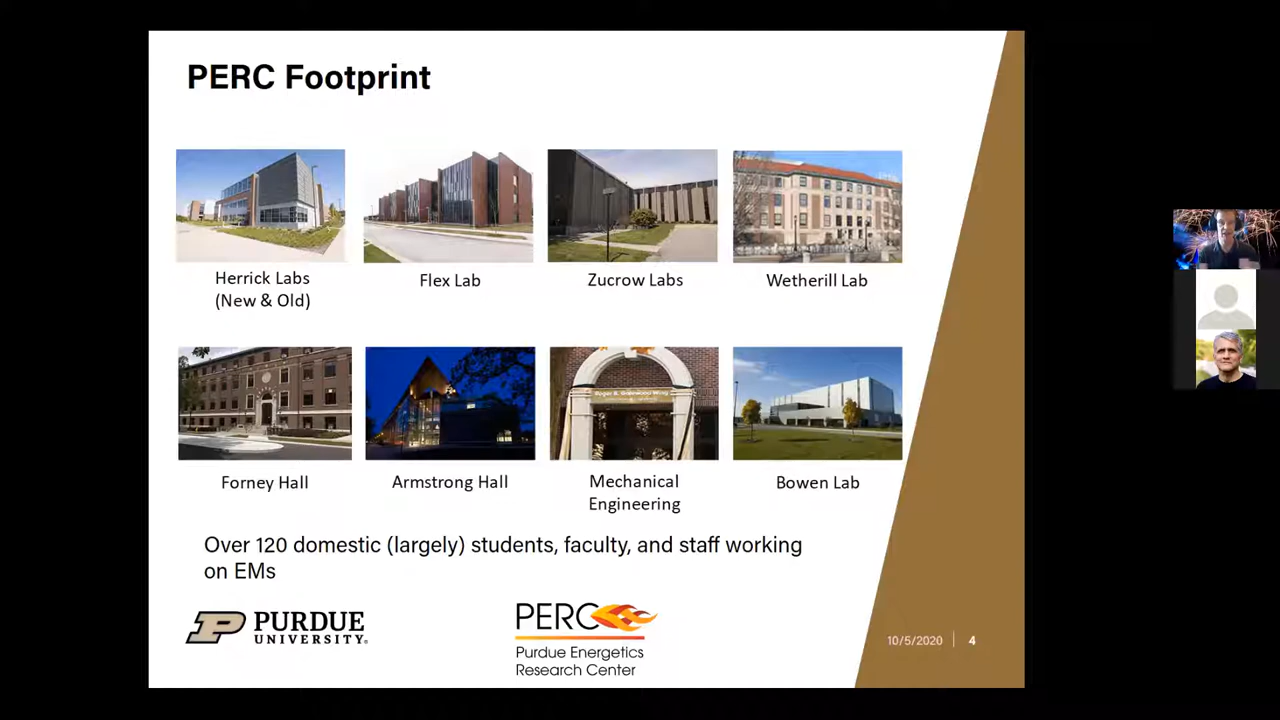 PERC Footprint
Herrick Labs
(New & Old)
Flex Lab
Zucrow Labs
Wetherill Lab
Forney Hall
Armstrong Hall
Mechanical
Engineering
Bowen Lab
Over 120 domestic (largely) students, faculty, and staff working
on EMs
PURDUE
UNIVERSITY®
PERC
Purdue Energetics
Research Center
10/5/2020
4